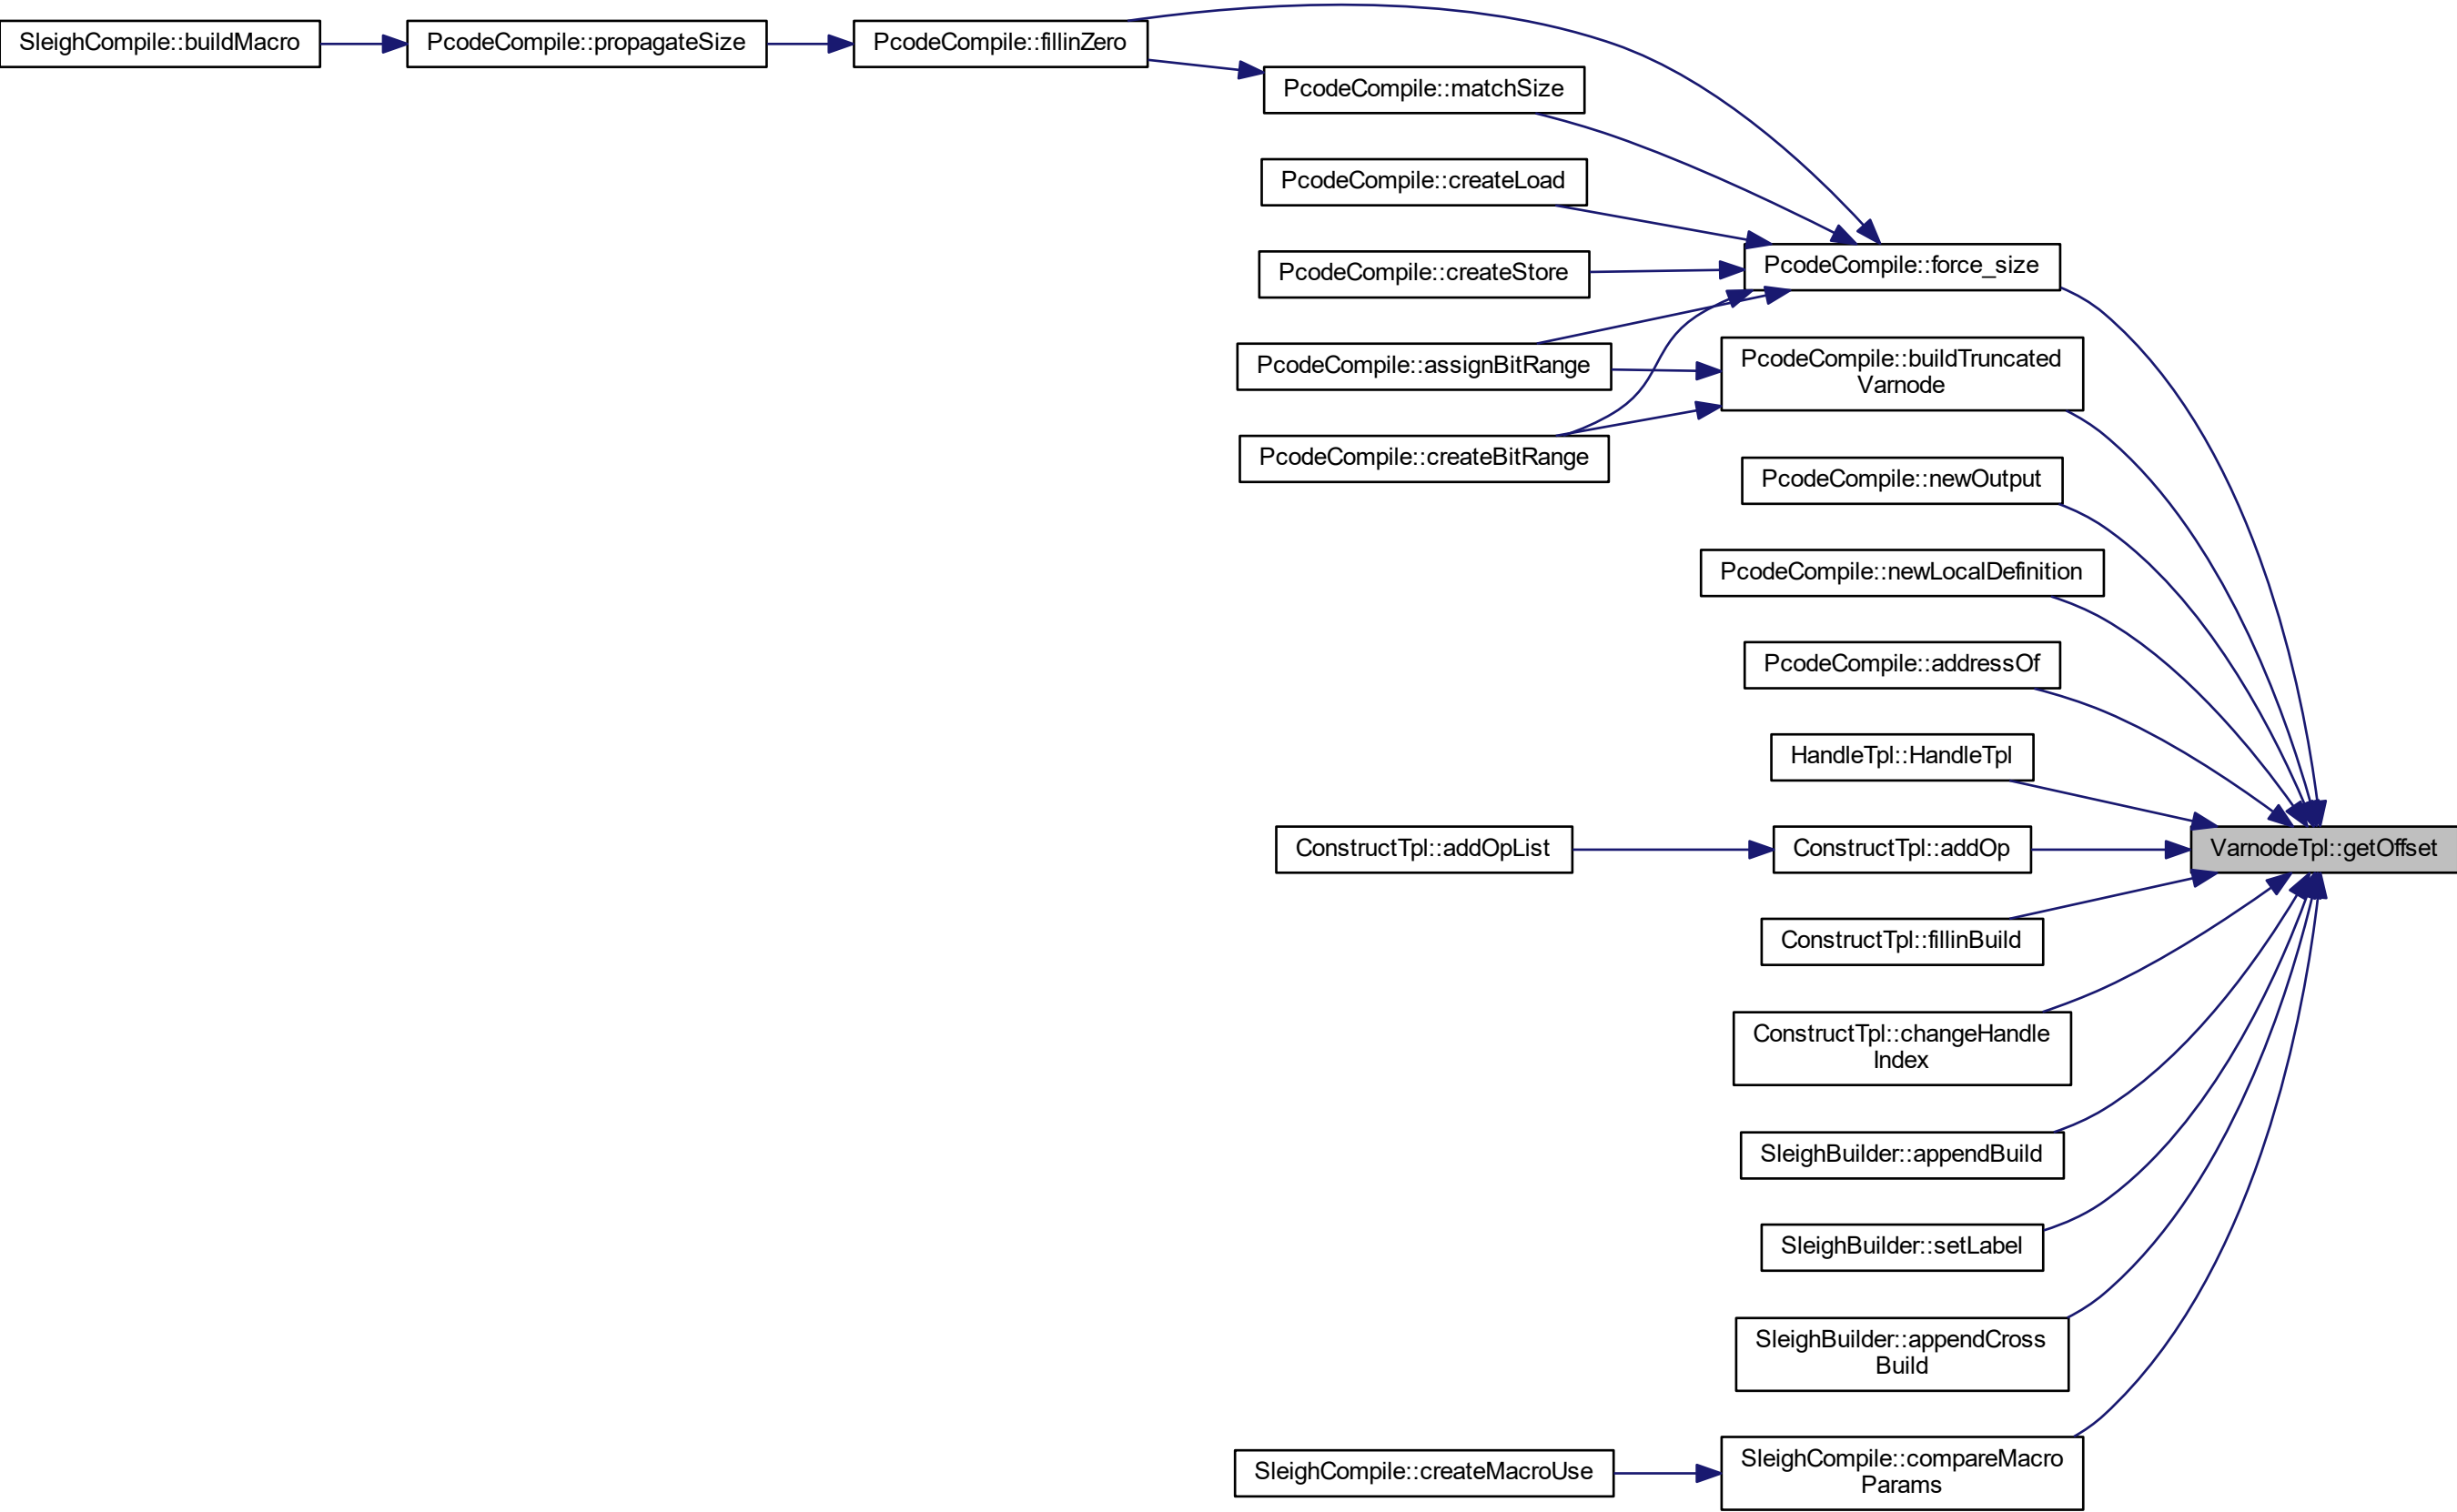 SleighCompile::buildMacro
PcodeCompile::propagateSize
PcodeCompile::fillinZero
PcodeCompile::matchSize
PcodeCompile::createLoad
PcodeCompile::createStore
PcodeCompile::force_size
PcodeCompile::assignBitRange
PcodeCompile::buildTruncated
Varnode
PcodeCompile::createBitRange
PcodeCompile::newOutput
PcodeCompile::newLocalDefinition
PcodeCompile::addressOf
HandleTpl::HandleTpl
ConstructTpl::addOpList
ConstructTpl::addOp
VarnodeTpl::getOffset
ConstructTpl::fillinBuild
ConstructTpl::changeHandle
Index
SleighBuilder::appendBuild
SleighBuilder::setLabel
SleighBuilder::appendCross
Build
SleighCompile::createMacroUse
SleighCompile::compareMacro
Params